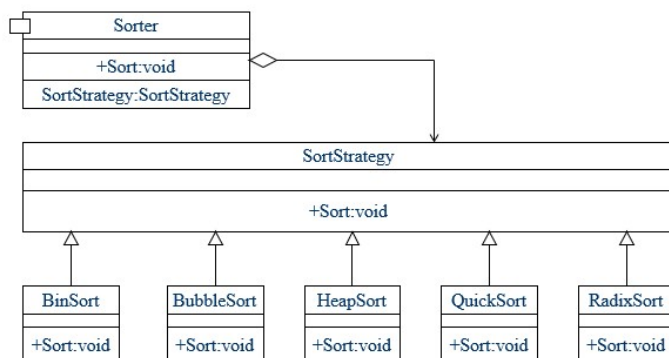 Sorter
+Sort:void
SortStrategy:SortStrategy
SortStrategy
+Sort:void
BinSort
BubbleSort
HeapSort
QuickSort
RadixSort
+Sort:void
+Sort:void
+Sort:void
+Sort:void
+Sort:void